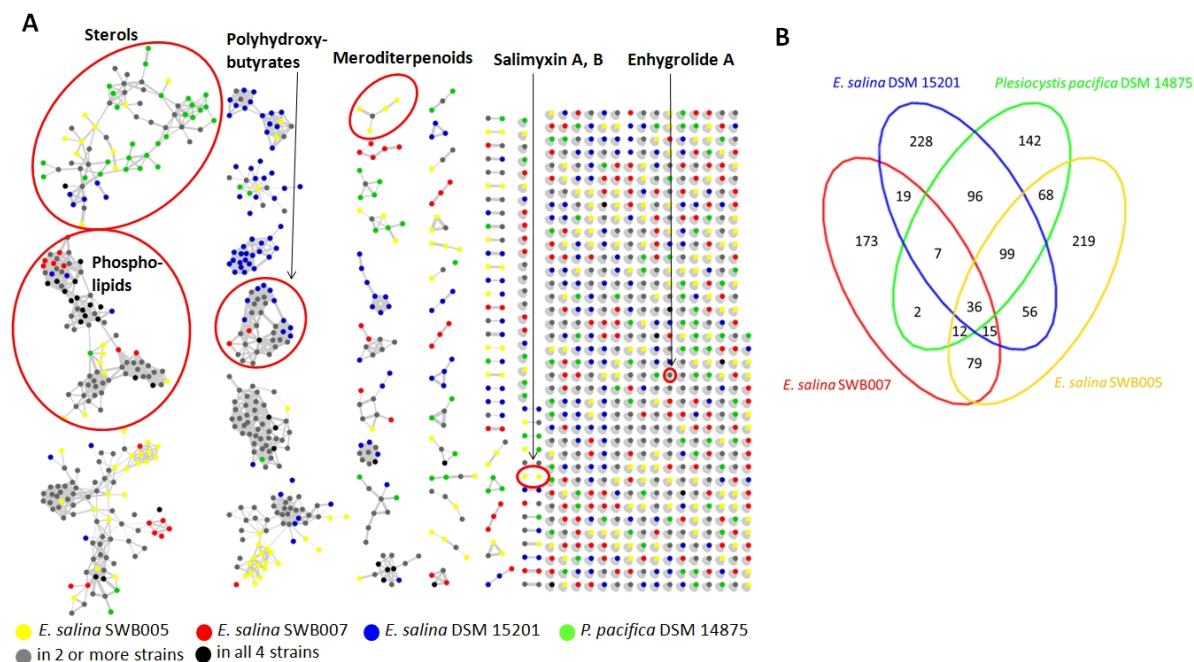 A
Sterols
Polyhydroxy-
butyrates
Meroditerpenoids
Salimyxin A, B
Enhygrolide A
Phospho-
lipids
E. salina SWB005
E. salina SWB007
E. salina DSM 15201
P. pacifica DSM 14875
in 2 or more strains
in all 4 strains
B
E. salina DSM 15201
Plesiocystis pacifica DSM 14875
228
142
19
96
68
173
7
99
219
2
36
56
12
15
79
E. salina SWB007
E. salina SWB005